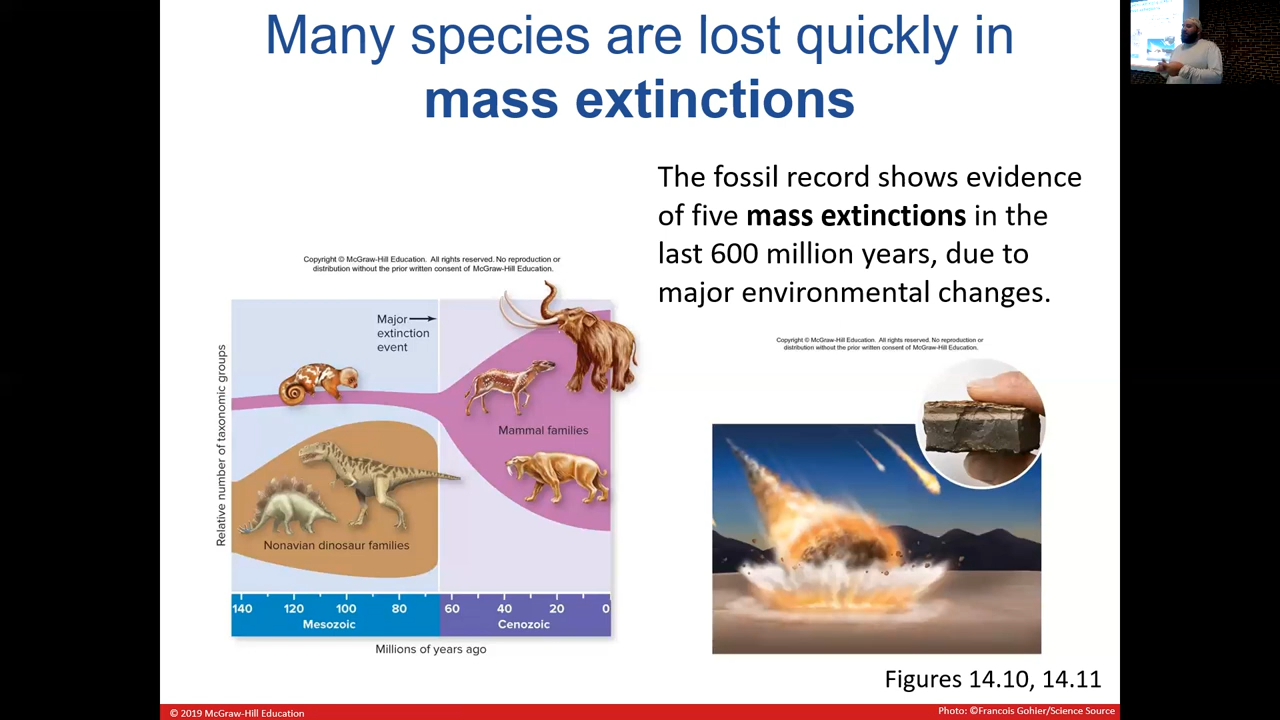 Many species are lost quickly in
mass extinctions
The fossil record shows evidence
of five mass extinctions in the
last 600 million years, due to
major environmental changes.
Copyright © McGraw-Hill Education. All rights reserved. No reproduction or
distribution without the prior written consent of McGraw-Hill Education.
Relative number of taxonomic groups
Major
extinction
event
Mammal families
Nonavian dinosaur families
140 120 100 80 60 40 20 0
Mesozoic Cenozoic
Millions of years ago
Copyright © McGraw-Hill Education. All rights reserved. No reproduction or
distribution without the prior written consent of McGraw-Hill Education.
Figures 14.10, 14.11
© 2019 McGraw-Hill Education
Photo: ©Francois Gohier/Science Source